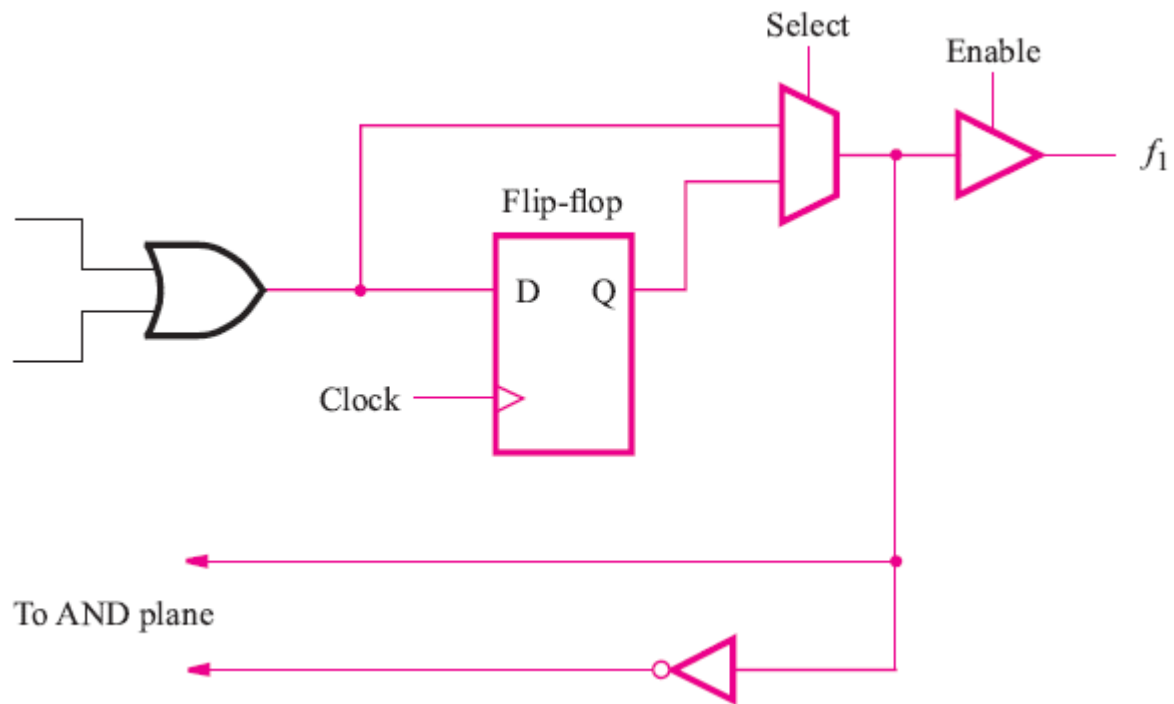 Select
Enable
f1
Flip-flop
D Q
Clock
To AND plane